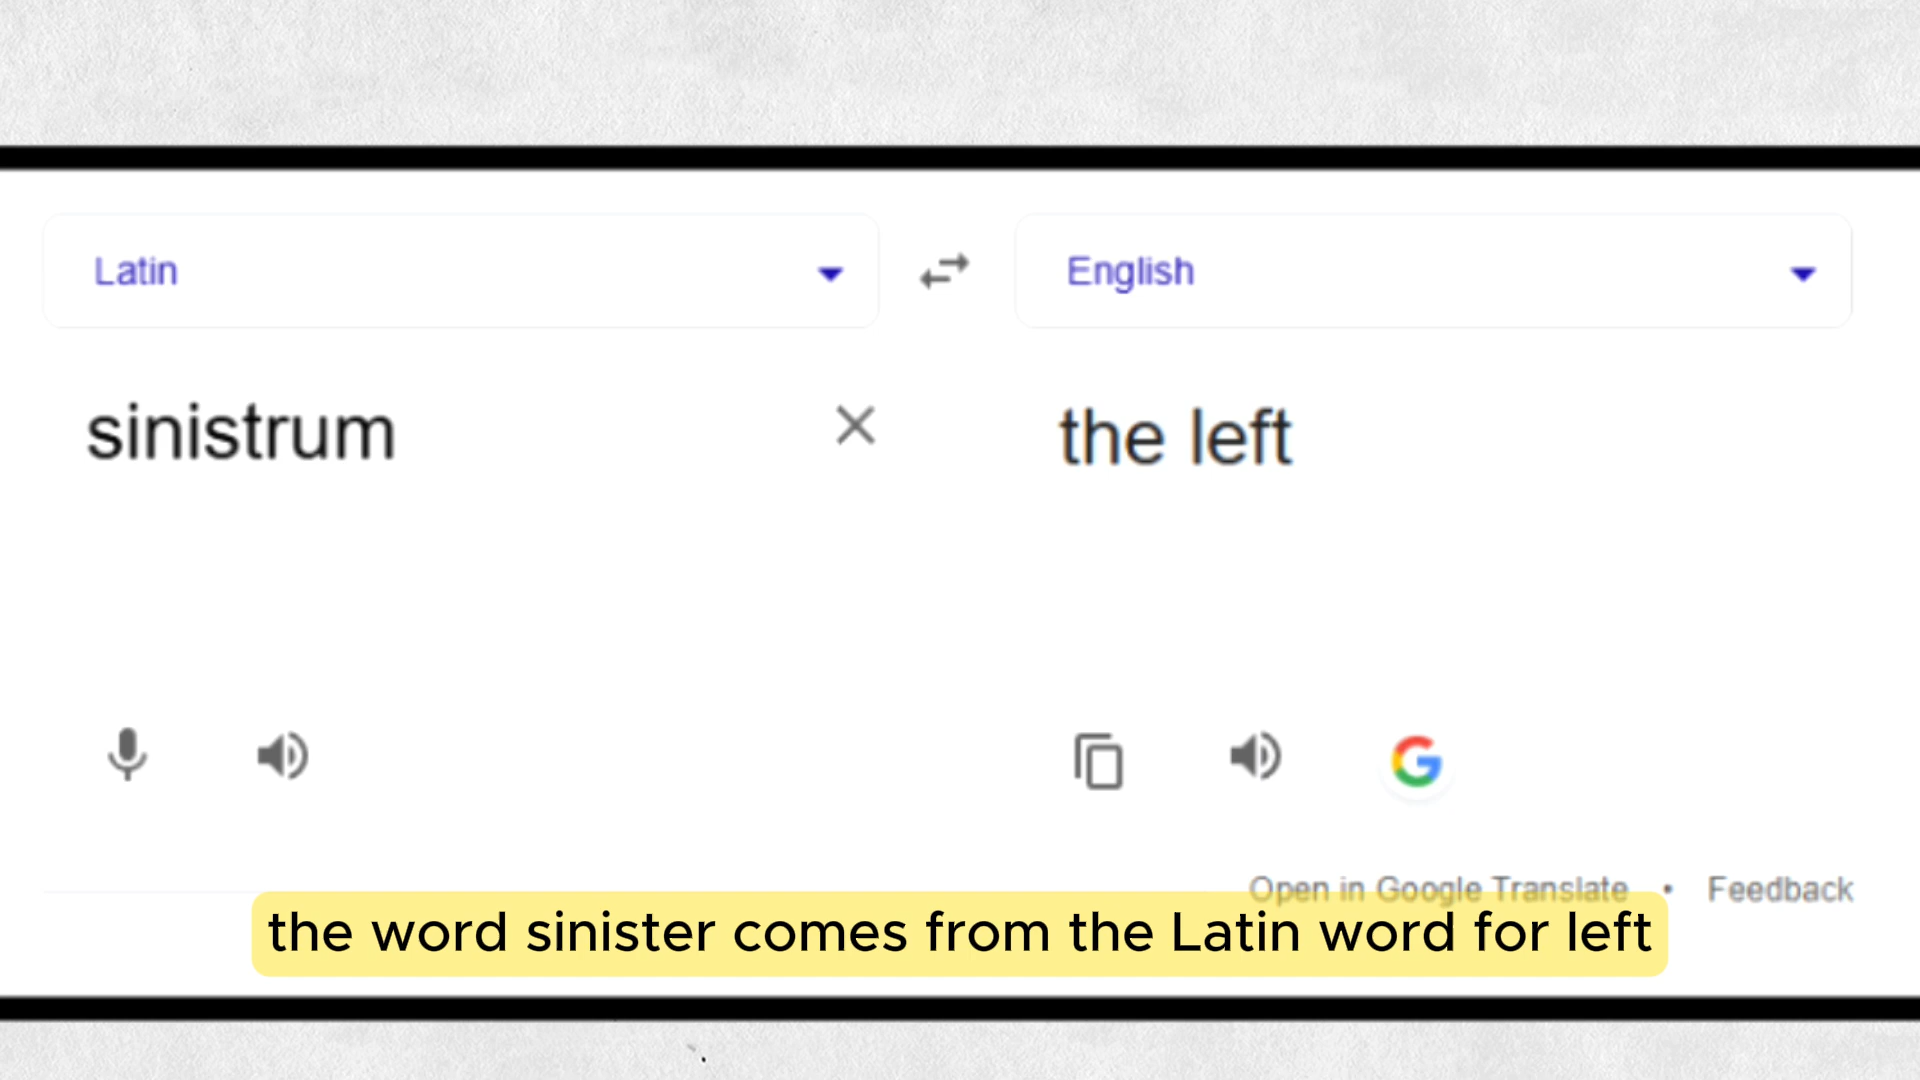 Latin
English
sinistrum
the left
Open in Google Translate • Feedback
the word sinister comes from the Latin word for left